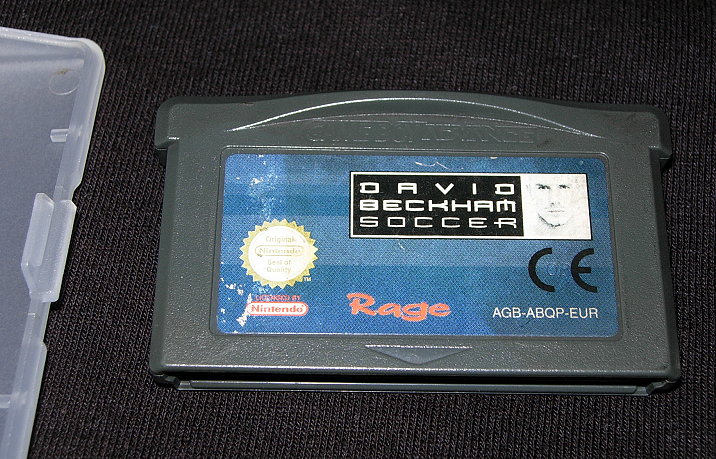 GAME BOY ADVANCE
DAVID
BECKHAM
SOCCER
Original
Nintendo
Seal of
Quality
TM
CE
LICENSED BY
Nintendo
Rage
AGB-ABQP-EUR